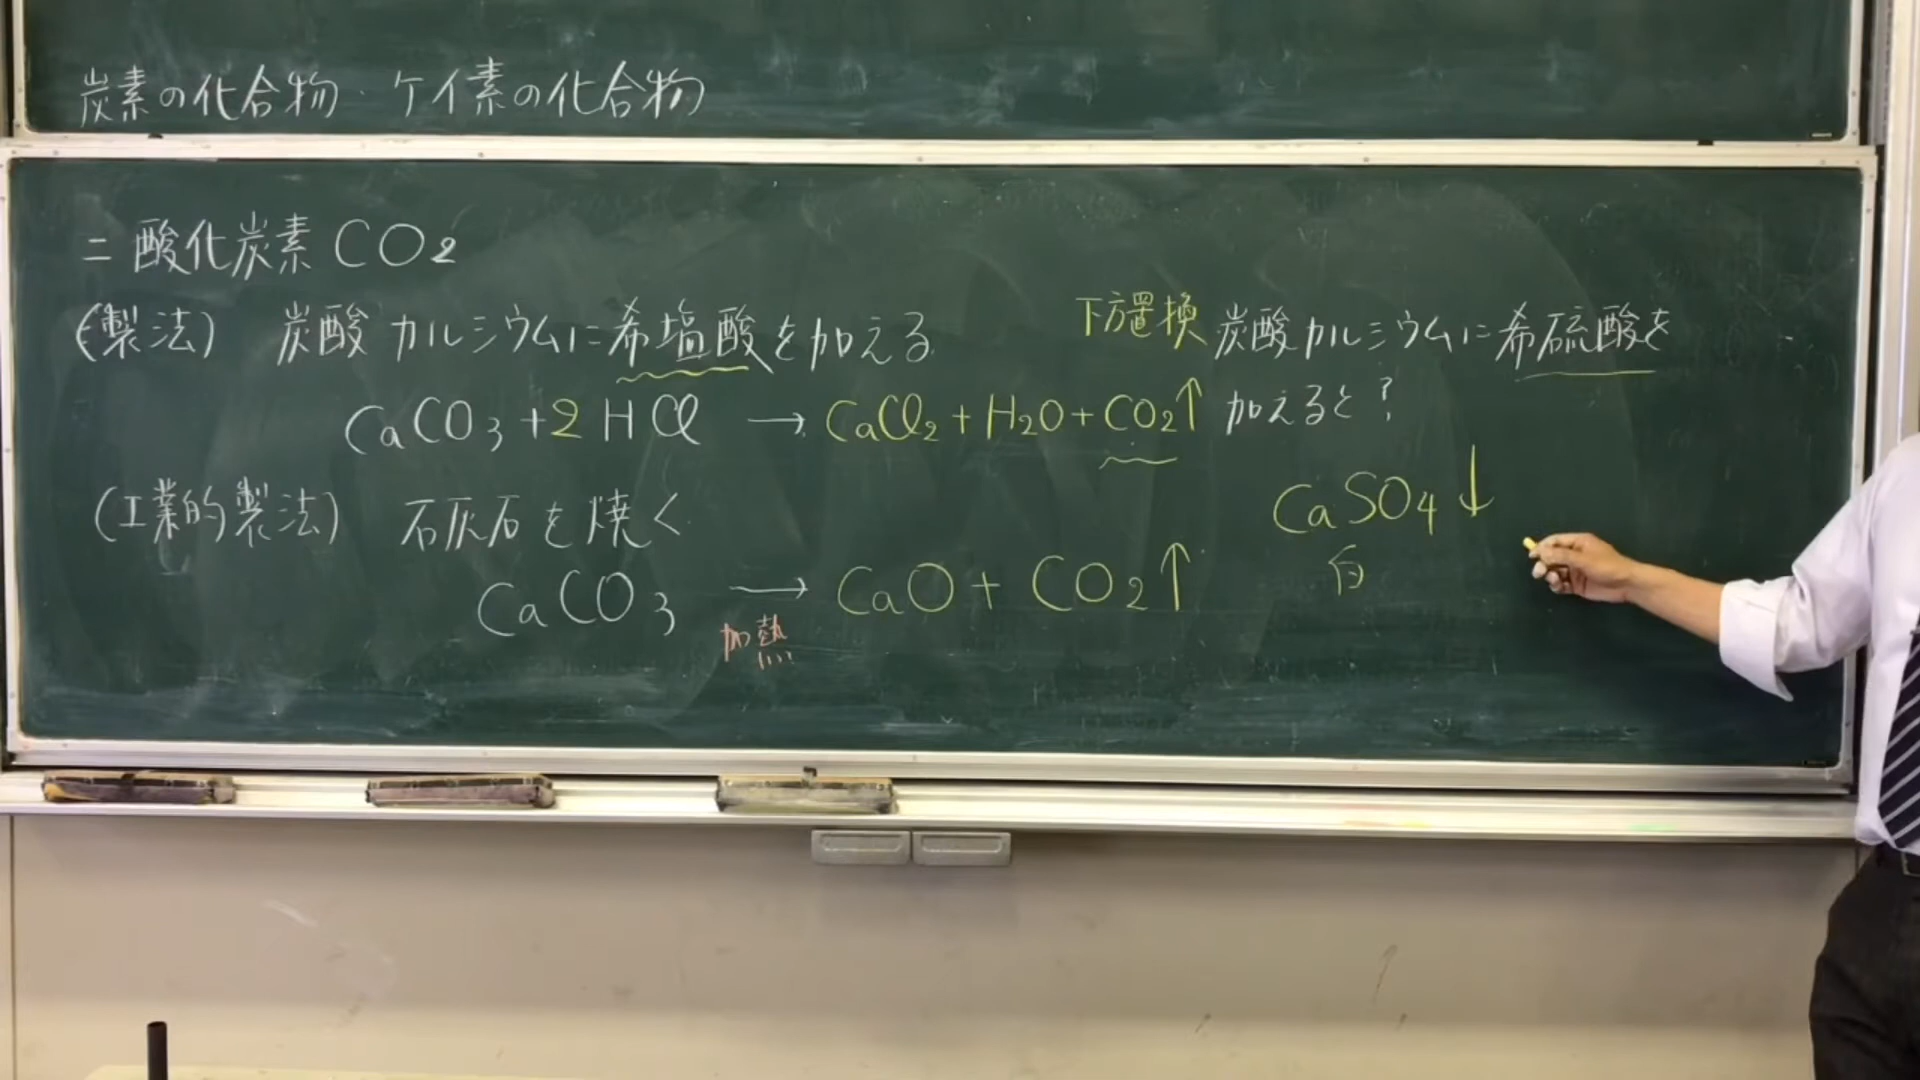 炭素の化合物・ケイ素の化合物
二酸化炭素 CO₂
(製法) 炭酸カルシウムに希塩酸を加える
下方置換
CaCO₃ + 2HCl → CaCl₂ + H₂O + CO₂↑
(工業的製法) 石灰石を焼く
CaCO₃ → CaO + CO₂↑
加熱
炭酸カルシウムに希硫酸を
加えると?
CaSO₄↓
白